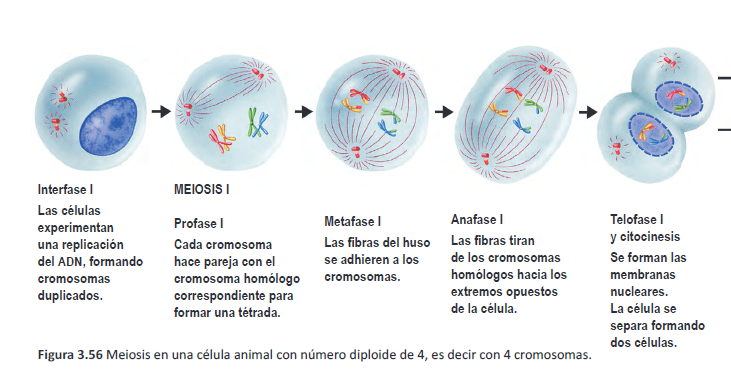 Interfase I
Las células
experimentan
una replicación
del ADN, formando
cromosomas
duplicados.
MEIOSIS I
Profase I
Cada cromosoma
hace pareja con el
cromosoma homólogo
correspondiente para
formar una tétrada.
Metafase I
Las fibras del huso
se adhieren a los
cromosomas.
Anafase I
Las fibras tiran
de los cromosomas
homólogos hacia los
extremos opuestos
de la célula.
Telofase I
y citocinesis
Se forman las
membranas
nucleares.
La célula se
separa formando
dos células.
Figura 3.56 Meiosis en una célula animal con número diploide de 4, es decir con 4 cromosomas.